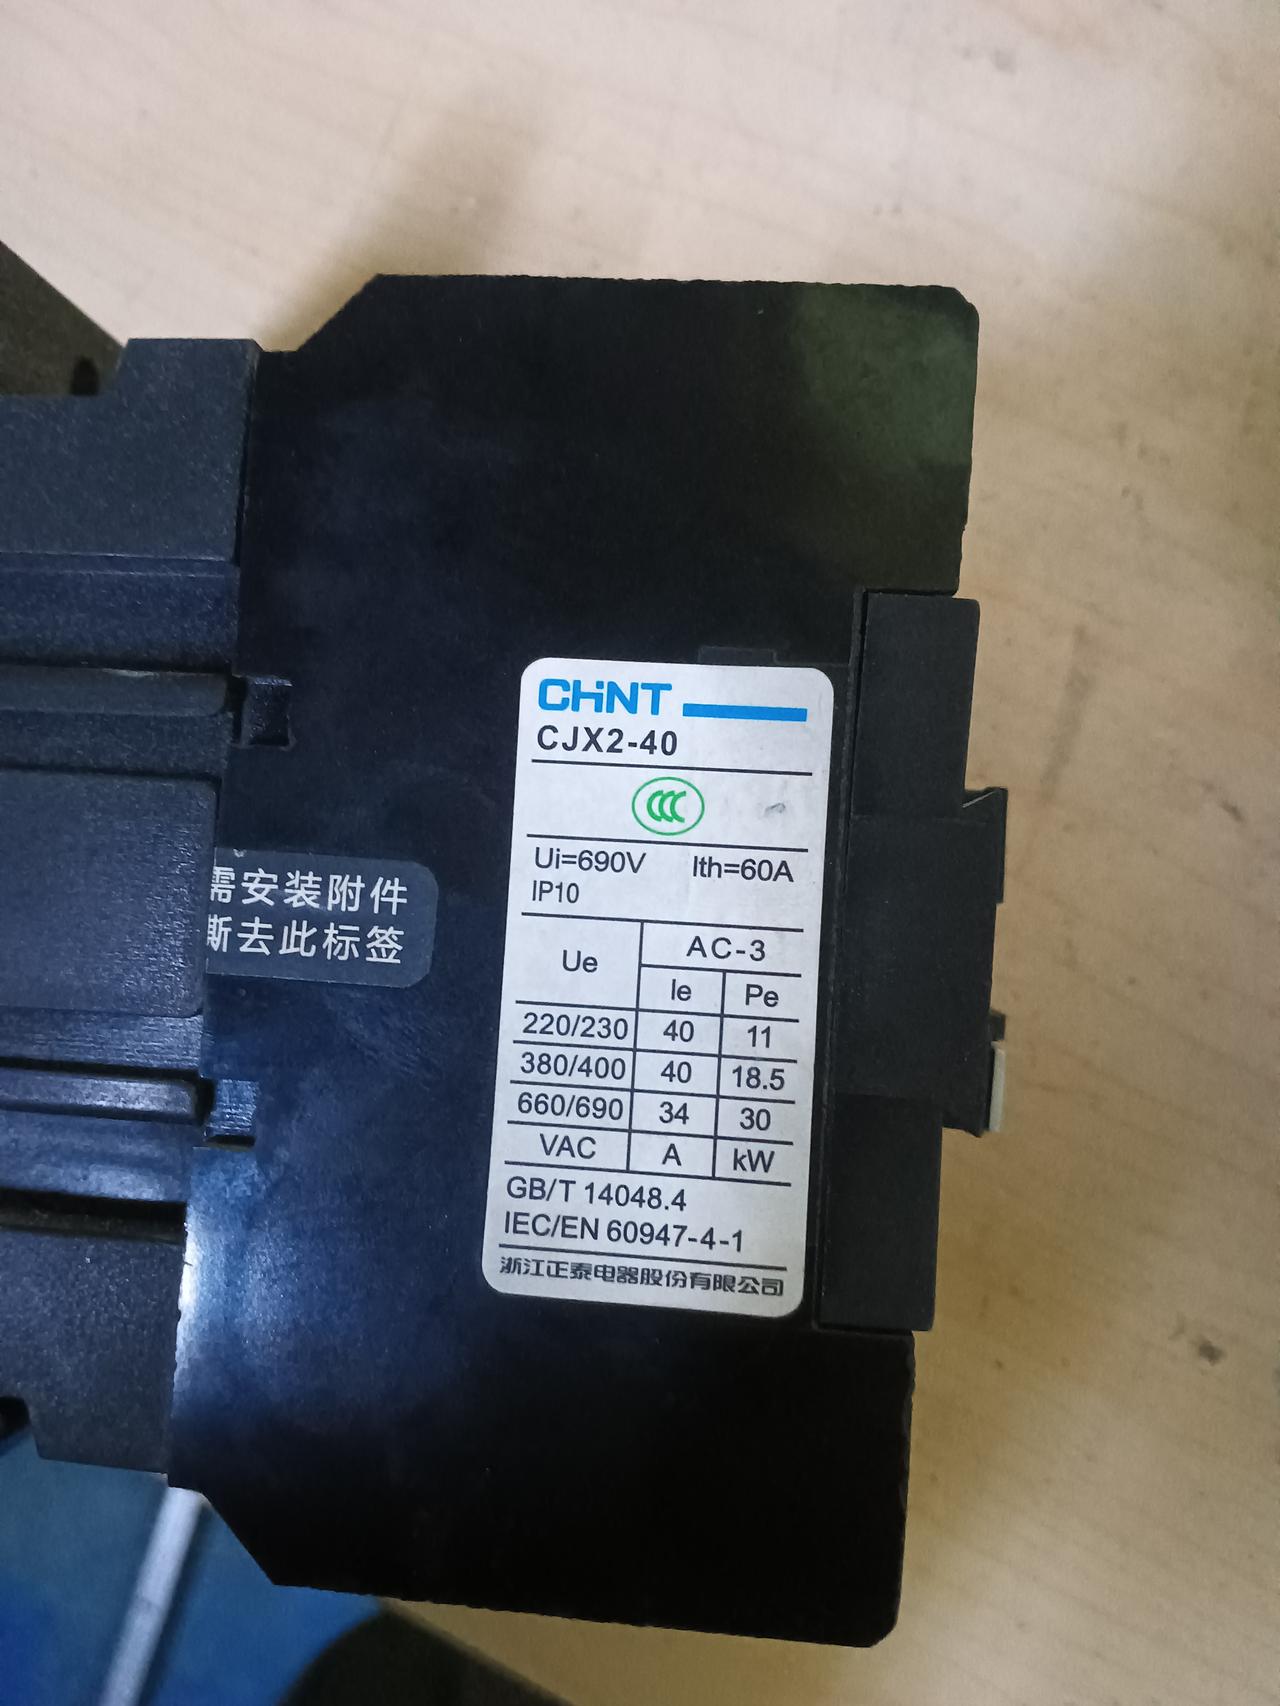 CHiNT
CJX2-40
CCC
Ui=690V Ith=60A
IP10
Ue AC-3
Ie Pe
220/230 40 11
380/400 40 18.5
660/690 34 30
VAC A kW
GB/T 14048.4
IEC/EN 60947-4-1
浙江正泰电器股份有限公司
需安装附件
撕去此标签